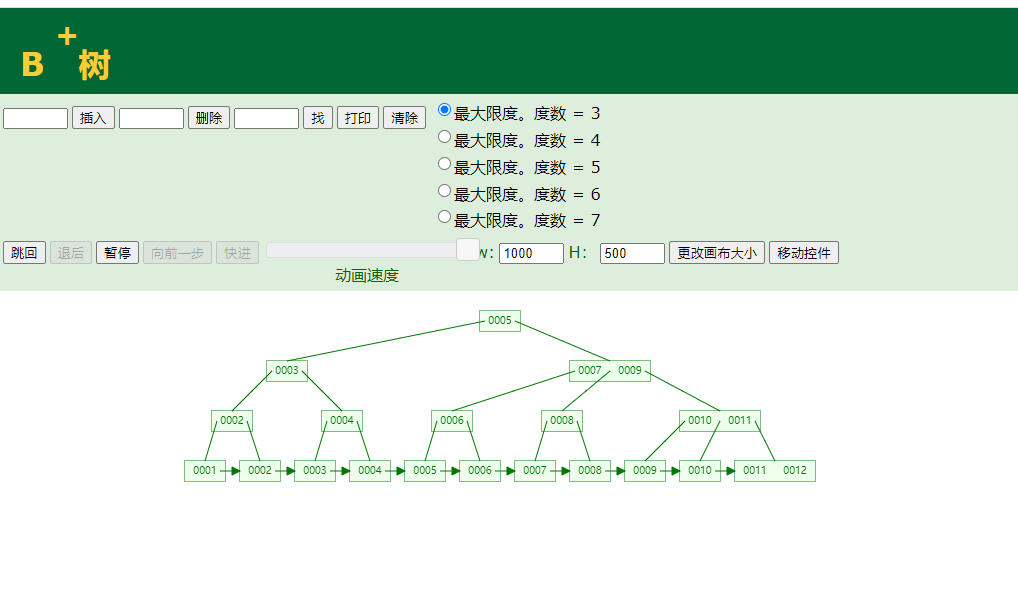 B + 树
插入 删除 找 打印 清除
最大限度。度数 = 3
最大限度。度数 = 4
最大限度。度数 = 5
最大限度。度数 = 6
最大限度。度数 = 7
跳回 退后 暂停 向前一步 快进 w: 1000 H: 500 更改画布大小 移动控件
动画速度
0005
0003 0007 0009
0002 0004 0006 0008 0010 0011
0001 0002 0003 0004 0005 0006 0007 0008 0009 0010 0011 0012